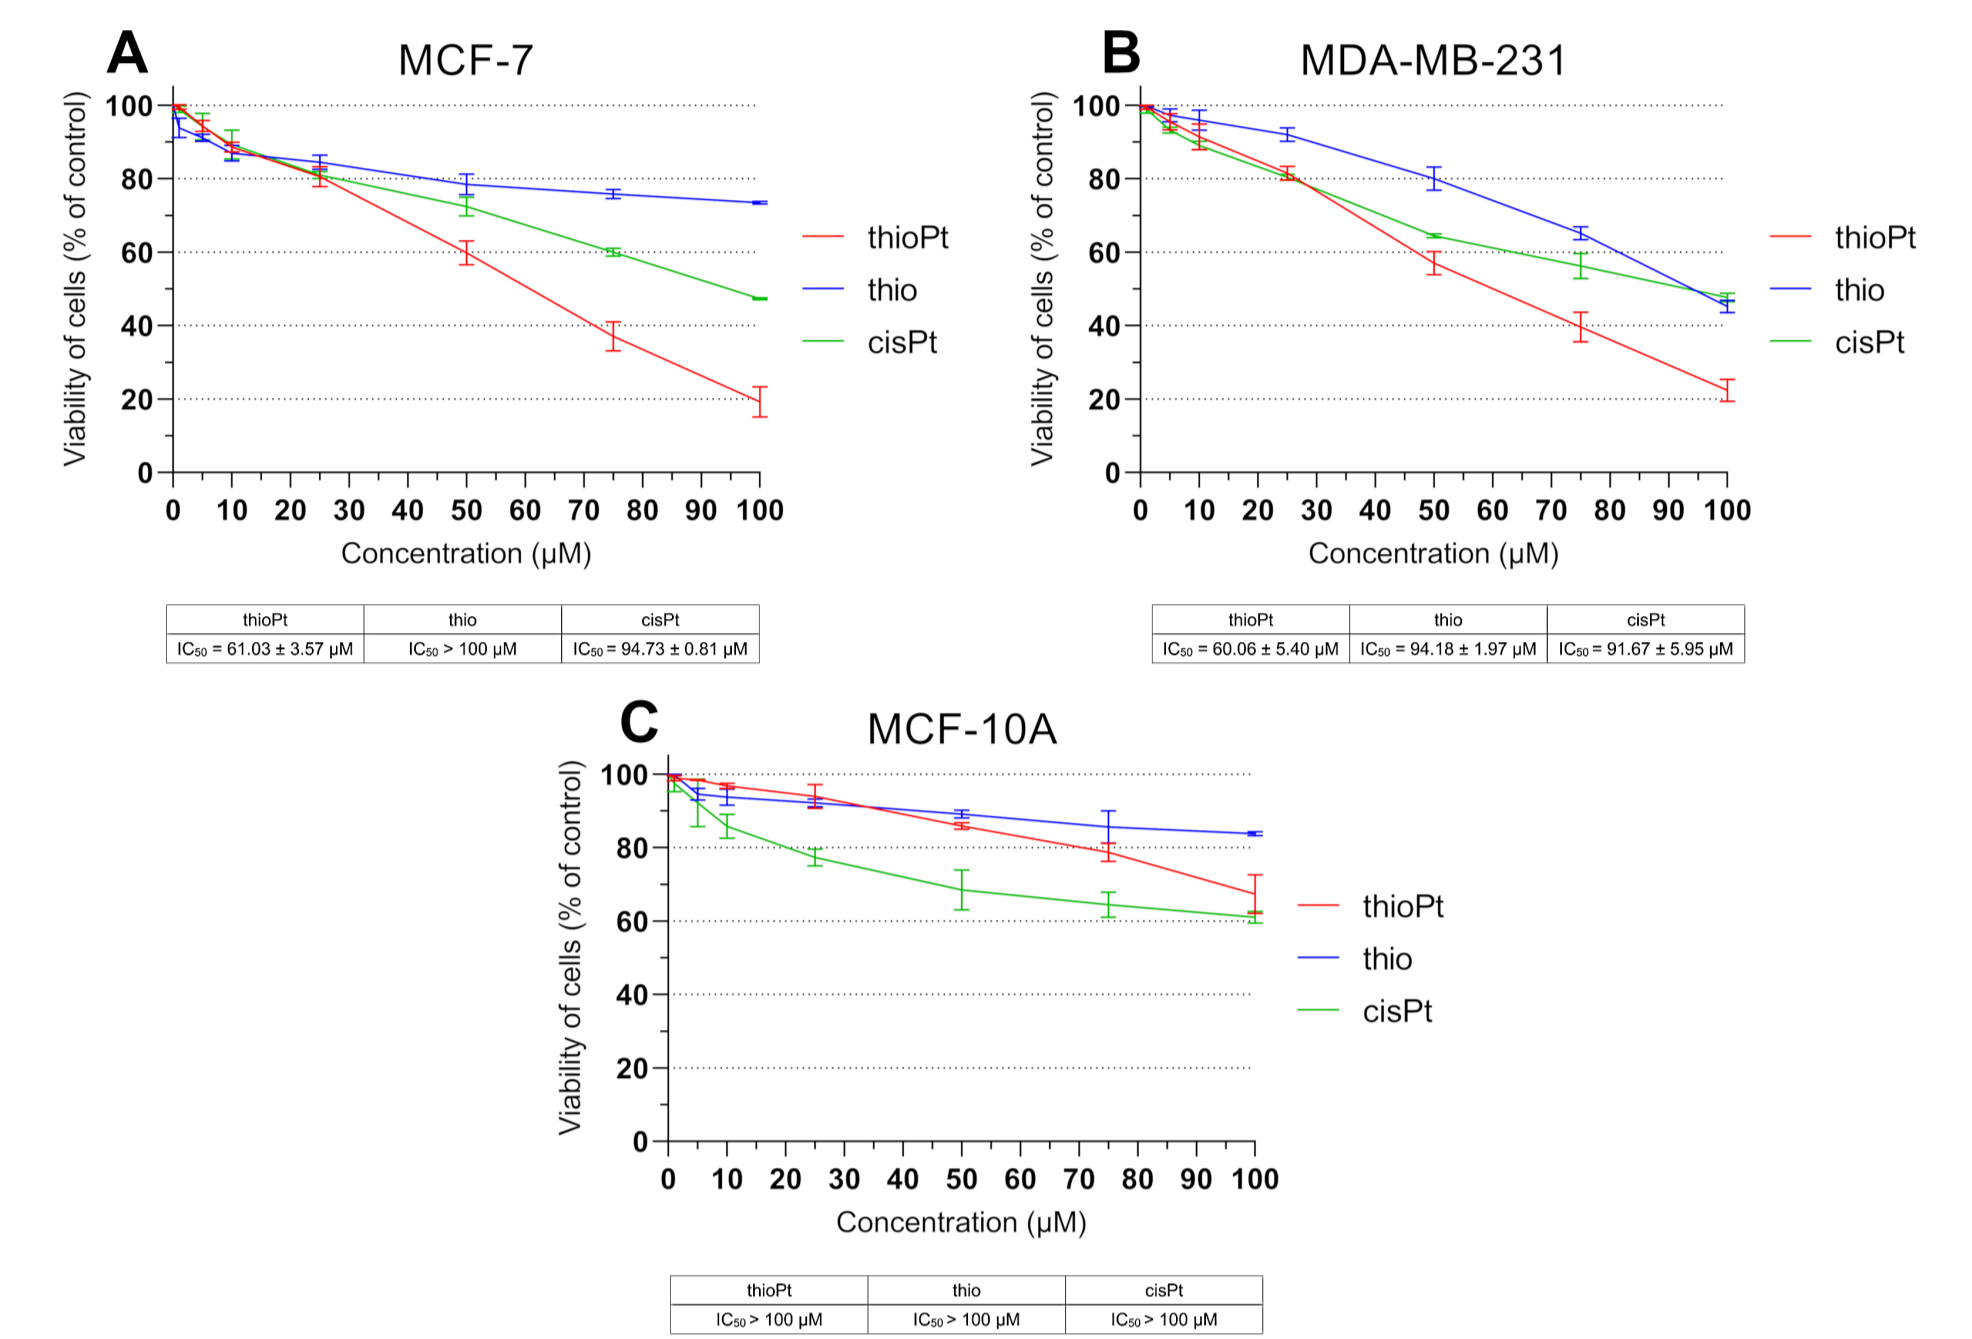 A
MCF-7
Viability of cells (% of control)
100
80
60
40
20
0
0 10 20 30 40 50 60 70 80 90 100
Concentration (µM)
thioPt
thio
cisPt
thioPt thio cisPt
IC₅₀ = 61.03 ± 3.57 µM IC₅₀ > 100 µM IC₅₀ = 94.73 ± 0.81 µM
B
MDA-MB-231
Viability of cells (% of control)
100
80
60
40
20
0
0 10 20 30 40 50 60 70 80 90 100
Concentration (µM)
thioPt
thio
cisPt
thioPt thio cisPt
IC₅₀ = 60.06 ± 5.40 µM IC₅₀ = 94.18 ± 1.97 µM IC₅₀ = 91.67 ± 5.95 µM
C
MCF-10A
Viability of cells (% of control)
100
80
60
40
20
0
0 10 20 30 40 50 60 70 80 90 100
Concentration (µM)
thioPt
thio
cisPt
thioPt thio cisPt
IC₅₀ > 100 µM IC₅₀ > 100 µM IC₅₀ > 100 µM